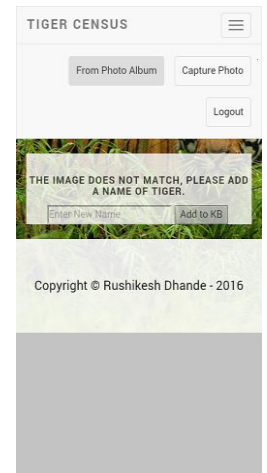 TIGER CENSUS
From Photo Album
Capture Photo
Logout
THE IMAGE DOES NOT MATCH, PLEASE ADD
A NAME OF TIGER.
Enter New Name
Add to KB
Copyright © Rushikesh Dhande - 2016